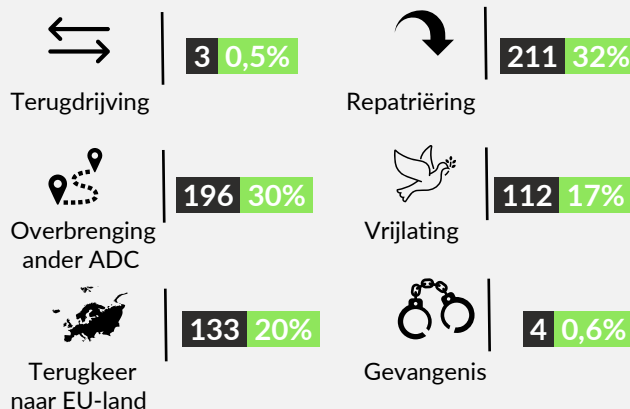 3 0,5%
Terugdrijving
211 32%
Repatriëring
196 30%
Overbrenging
ander ADC
112 17%
Vrijlating
133 20%
Terugkeer
naar EU-land
4 0,6%
Gevangenis